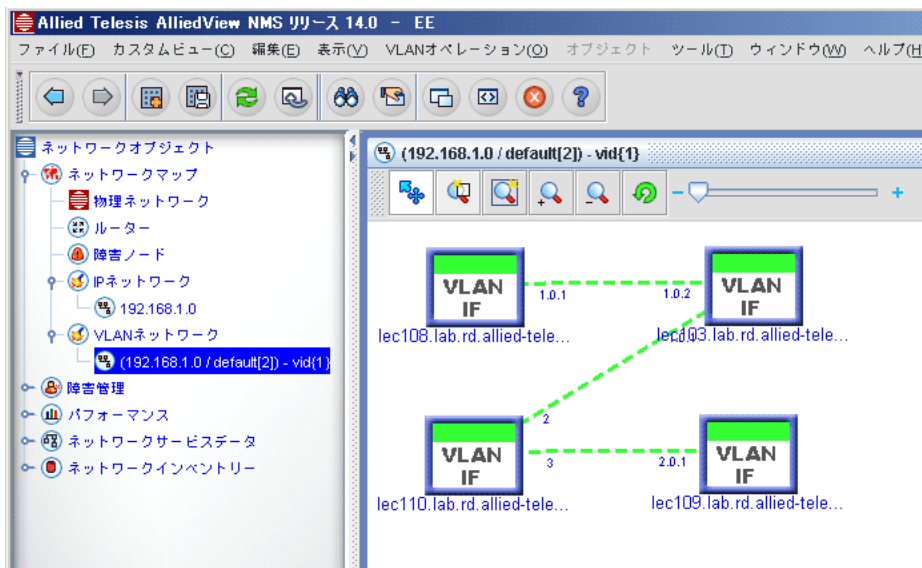 Allied Telesis AlliedView NMS リリース 14.0 - EE
ファイル(F) カスタムビュー(C) 編集(E) 表示(V) VLANオペレーション(O) オブジェクト ツール(T) ウィンドウ(W) ヘルプ(H
ネットワークオブジェクト
ネットワークマップ
物理ネットワーク
ルーター
障害ノード
IPネットワーク
192.168.1.0
VLANネットワーク
(192.168.1.0 / default[2]) - vid{1}
障害管理
パフォーマンス
ネットワークサービスデータ
ネットワークインベントリー
(192.168.1.0 / default[2]) - vid{1}
VLAN IF
1.0.1
1.0.2
VLAN IF
lec108.lab.rd.allied-tele...
lec103.lab.rd.allied-tele...
2
VLAN IF
3
2.0.1
VLAN IF
lec110.lab.rd.allied-tele...
lec109.lab.rd.allied-tele...